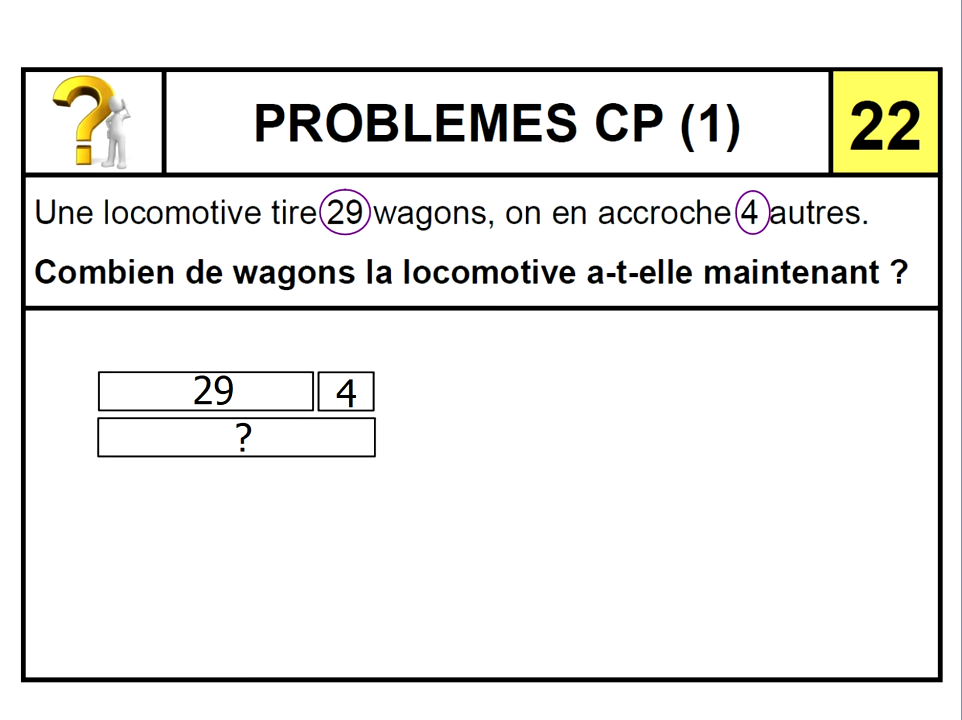 PROBLEMES CP (1)
22
Une locomotive tire 29 wagons, on en accroche 4 autres.
Combien de wagons la locomotive a-t-elle maintenant ?
29 4
?